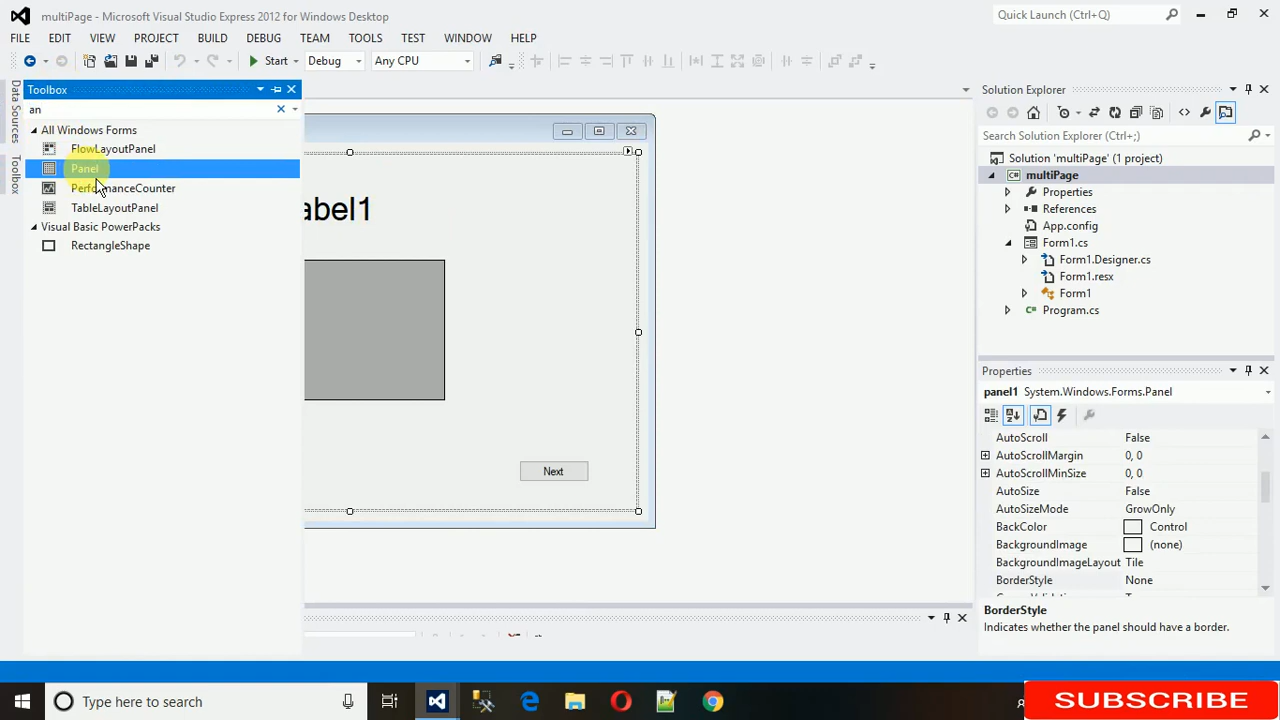 multiPage - Microsoft Visual Studio Express 2012 for Windows Desktop
Quick Launch (Ctrl+Q)
FILE EDIT VIEW PROJECT BUILD DEBUG TEAM TOOLS TEST WINDOW HELP
Start Debug Any CPU
Data Sources
Toolbox
Toolbox
an
All Windows Forms
FlowLayoutPanel
Panel
PerformanceCounter
TableLayoutPanel
Visual Basic PowerPacks
RectangleShape
abel1
Next
Solution Explorer
Search Solution Explorer (Ctrl+;)
Solution 'multiPage' (1 project)
multiPage
Properties
References
App.config
Form1.cs
Form1.Designer.cs
Form1.resx
Form1
Program.cs
Properties
panel1 System.Windows.Forms.Panel
AutoScroll False
AutoScrollMargin 0, 0
AutoScrollMinSize 0, 0
AutoSize False
AutoSizeMode GrowOnly
BackColor Control
BackgroundImage (none)
BackgroundImageLayout Tile
BorderStyle None
BorderStyle
Indicates whether the panel should have a border.
Type here to search
SUBSCRIBE